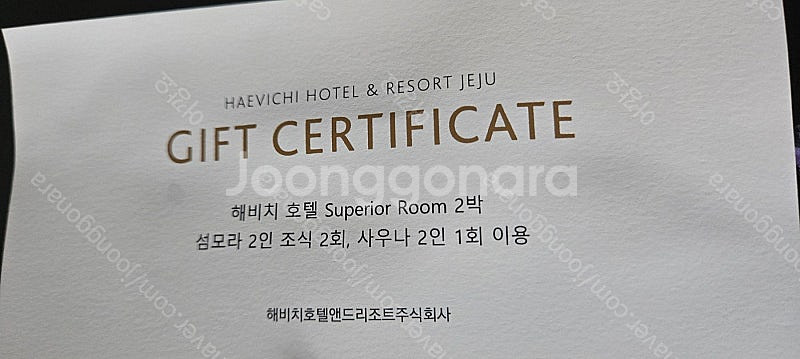 HAEVICHI HOTEL & RESORT JEJU
GIFT CERTIFICATE
Joonggonara
해비치 호텔 Superior Room 2박
섬모라 2인 조식 2회, 사우나 2인 1회 이용
해비치호텔앤드리조트주식회사